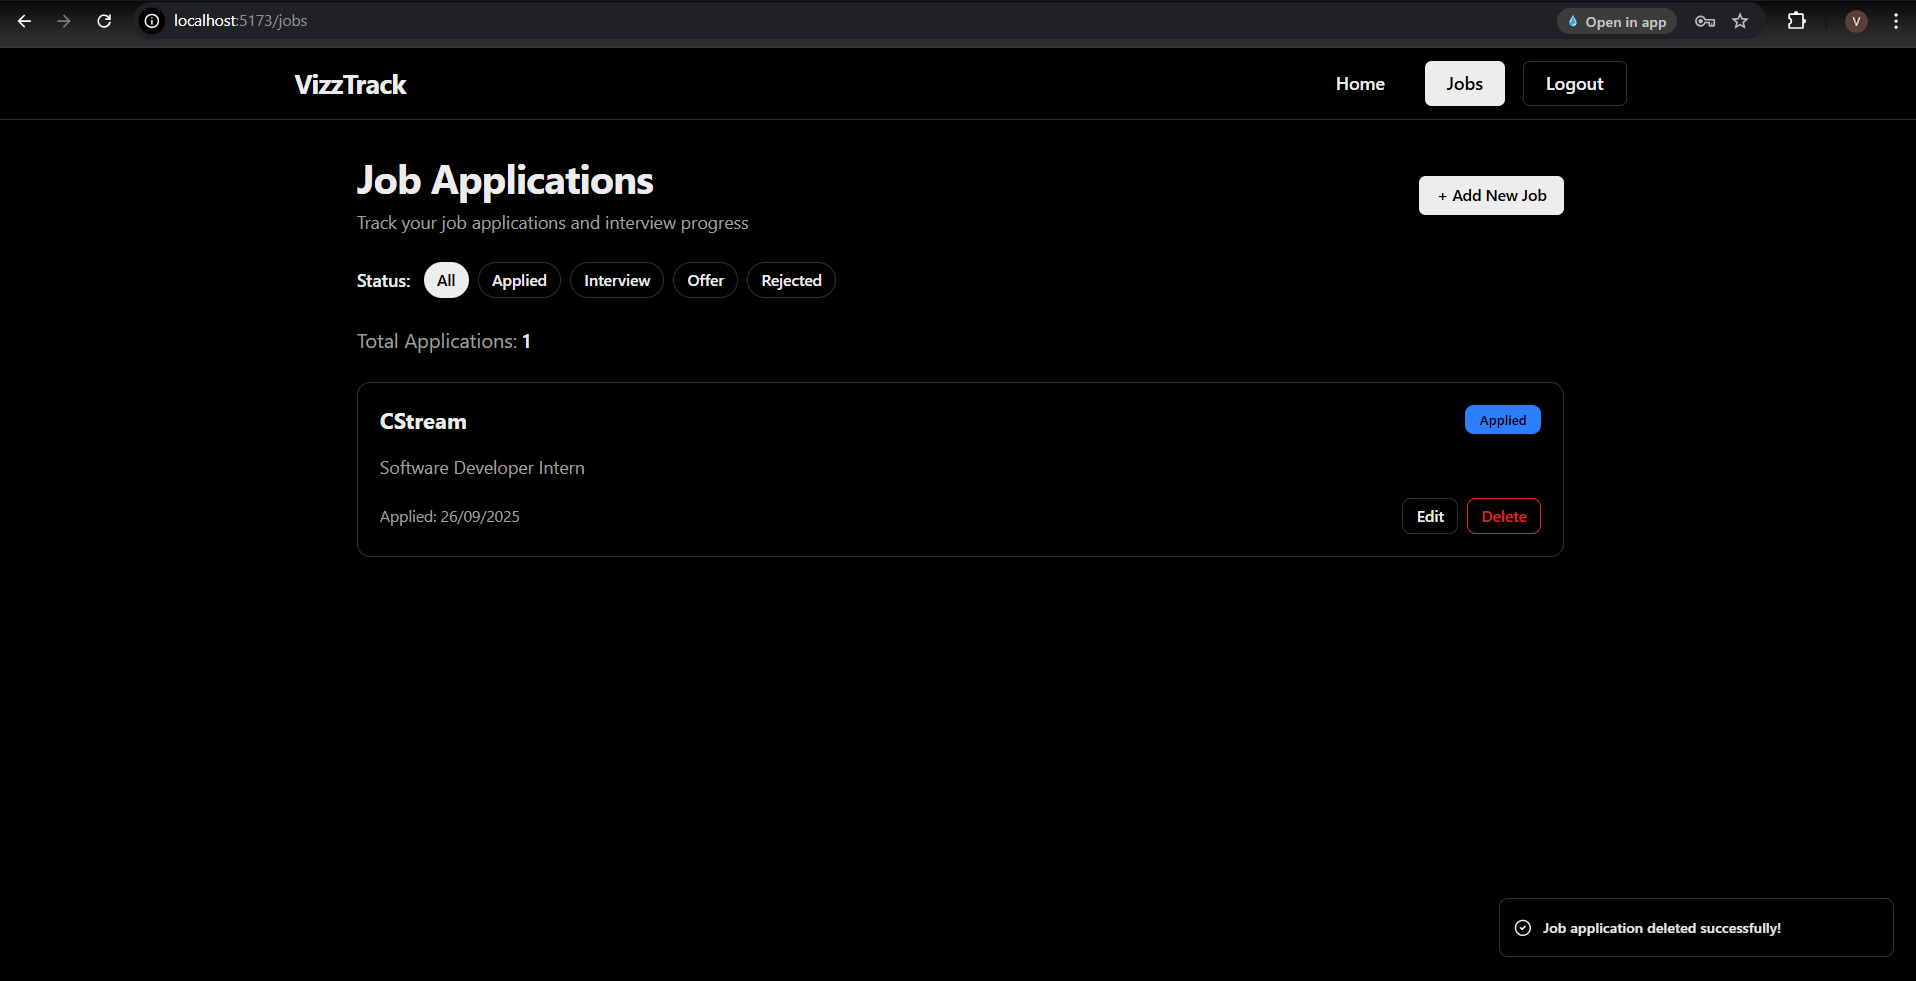 localhost:5173/jobs
Open in app
V
VizzTrack
Home
Jobs
Logout
Job Applications
Track your job applications and interview progress
+ Add New Job
Status:
All
Applied
Interview
Offer
Rejected
Total Applications: 1
CStream
Applied
Software Developer Intern
Applied: 26/09/2025
Edit
Delete
Job application deleted successfully!